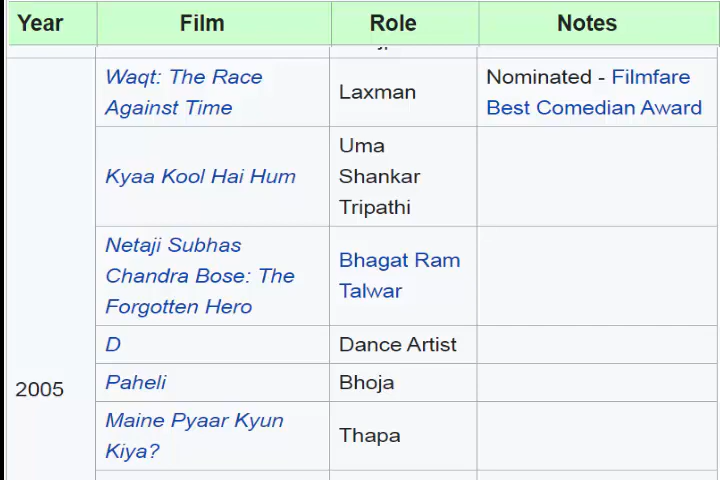 Year Film Role Notes
Waqt: The Race Against Time Laxman Nominated - Filmfare Best Comedian Award
Kyaa Kool Hai Hum Uma Shankar Tripathi
Netaji Subhas Chandra Bose: The Forgotten Hero Bhagat Ram Talwar
D Dance Artist
2005 Paheli Bhoja
Maine Pyaar Kyun Kiya? Thapa